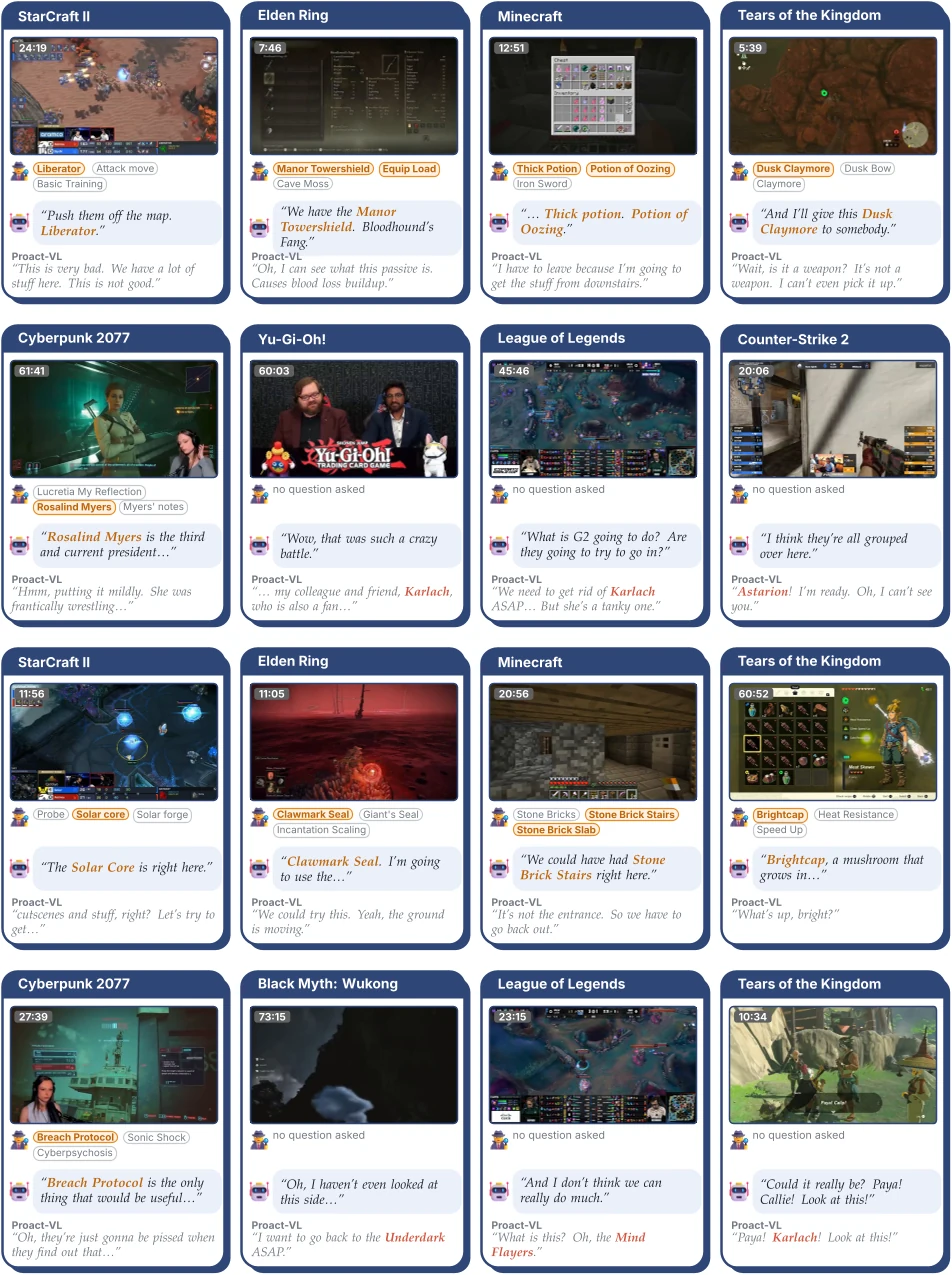 StarCraft II
24:19
Liberator Attack move
Basic Training
“Push them off the map.
Liberator.”
Proact-VL
“This is very bad. We have a lot of
stuff here. This is not good.”
Elden Ring
7:46
Manor Towershield Equip Load
Cave Moss
“We have the Manor
Towershield. Bloodhound’s
Fang.”
Proact-VL
“Oh, I can see what this passive is.
Causes blood loss buildup.”
Minecraft
12:51
Chest
Inventory
Thick Potion Potion of Oozing
Iron Sword
“… Thick potion. Potion of
Oozing.”
Proact-VL
“I have to leave because I’m going to
get the stuff from downstairs.”
Tears of the Kingdom
5:39
Dusk Claymore Dusk Bow
Claymore
“And I’ll give this Dusk
Claymore to somebody.”
Proact-VL
“Wait, is it a weapon? It’s not a
weapon. I can’t even pick it up.”
Cyberpunk 2077
61:41
Lucretia My Reflection
Rosalind Myers Myers' notes
“Rosalind Myers is the third
and current president…”
Proact-VL
“Hmm, putting it mildly. She was
frantically wrestling…”
Yu-Gi-Oh!
60:03
Yu-Gi-Oh!
TRADING CARD GAME
no question asked
“Wow, that was such a crazy
battle.”
Proact-VL
“… my colleague and friend, Karlach,
who is also a fan…”
League of Legends
45:46
no question asked
“What is G2 going to do? Are
they going to try to go in?”
Proact-VL
“We need to get rid of Karlach
ASAP… But she’s a tanky one.”
Counter-Strike 2
20:06
no question asked
“I think they’re all grouped
over here.”
Proact-VL
“Astarion! I’m ready. Oh, I can’t see
you.”
StarCraft II
11:56
Probe Solar core Solar forge
“The Solar Core is right here.”
Proact-VL
“cutscenes and stuff, right? Let’s try to
get…”
Elden Ring
11:05
Clawmark Seal Giant's Seal
Incantation Scaling
“Clawmark Seal. I’m going
to use the…”
Proact-VL
“We could try this. Yeah, the ground
is moving.”
Minecraft
20:56
Stone Bricks Stone Brick Stairs
Stone Brick Slab
“We could have had Stone
Brick Stairs right here.”
Proact-VL
“It’s not the entrance. So we have to
go back out.”
Tears of the Kingdom
60:52
Meat Skewer
Brightcap Heat Resistance
Speed Up
“Brightcap, a mushroom that
grows in…”
Proact-VL
“What’s up, bright?”
Cyberpunk 2077
27:39
Breach Protocol Sonic Shock
Cyberpsychosis
“Breach Protocol is the only
thing that would be useful…”
Proact-VL
“Oh, they’re just gonna be pissed when
they find out that…”
Black Myth: Wukong
73:15
no question asked
“Oh, I haven’t even looked at
this side…”
Proact-VL
“I want to go back to the Underdark
ASAP.”
League of Legends
23:15
no question asked
“And I don’t think we can
really do much.”
Proact-VL
“What is this? Oh, the Mind
Flayers.”
Tears of the Kingdom
10:34
no question asked
“Could it really be? Paya!
Callie! Look at this!”
Proact-VL
“Paya! Karlach! Look at this!”